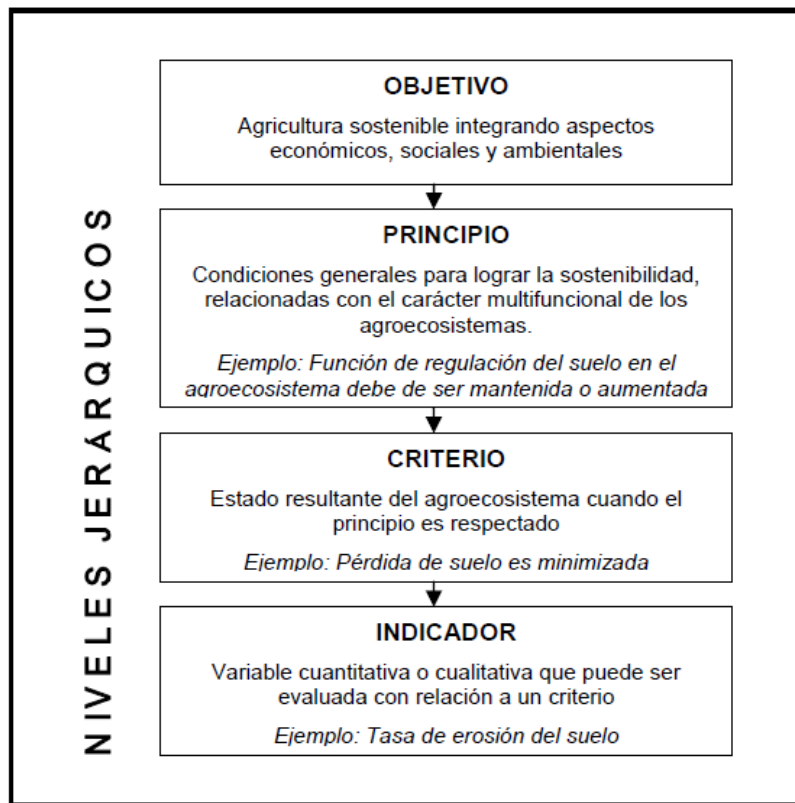 NIVELES JERÁRQUICOS
OBJETIVO
Agricultura sostenible integrando aspectos
económicos, sociales y ambientales
PRINCIPIO
Condiciones generales para lograr la sostenibilidad,
relacionadas con el carácter multifuncional de los
agroecosistemas.
Ejemplo: Función de regulación del suelo en el
agroecosistema debe de ser mantenida o aumentada
CRITERIO
Estado resultante del agroecosistema cuando el
principio es respectado
Ejemplo: Pérdida de suelo es minimizada
INDICADOR
Variable cuantitativa o cualitativa que puede ser
evaluada con relación a un criterio
Ejemplo: Tasa de erosión del suelo